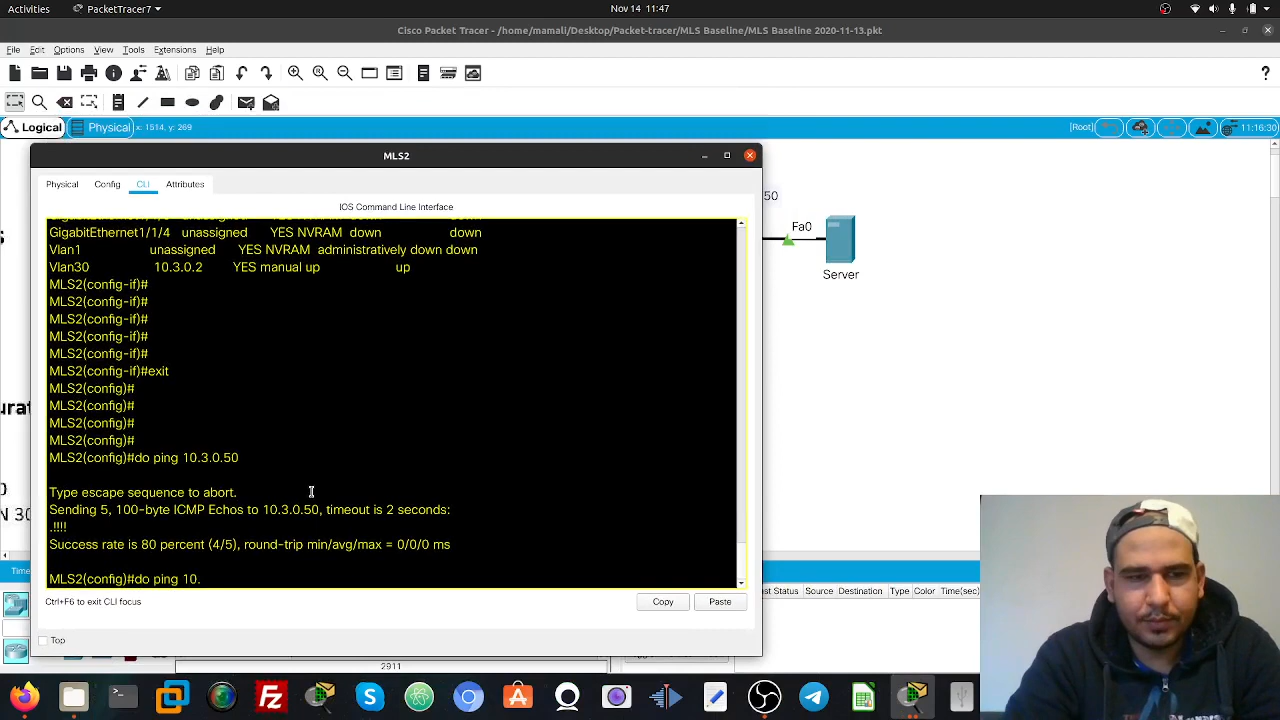 Activities
PacketTracer7
Nov 14 11:47
Cisco Packet Tracer - /home/mamali/Desktop/Packet-tracer/MLS Baseline/MLS Baseline 2020-11-13.pkt
File Edit Options View Tools Extensions Help
Logical Physical x: 1514, y: 269
[Root] 11:16:30
MLS2
Physical Config CLI Attributes
IOS Command Line Interface
GigabitEthernet1/1/4 unassigned YES NVRAM down down
Vlan1 unassigned YES NVRAM administratively down down
Vlan30 10.3.0.2 YES manual up up
MLS2(config-if)#
MLS2(config-if)#
MLS2(config-if)#
MLS2(config-if)#
MLS2(config-if)#
MLS2(config-if)#exit
MLS2(config)#
MLS2(config)#
MLS2(config)#
MLS2(config)#
MLS2(config)#do ping 10.3.0.50
Type escape sequence to abort.
Sending 5, 100-byte ICMP Echos to 10.3.0.50, timeout is 2 seconds:
.!!!!
Success rate is 80 percent (4/5), round-trip min/avg/max = 0/0/0 ms
MLS2(config)#do ping 10.
Ctrl+F6 to exit CLI focus
Copy Paste
Top
50
Fa0
Server
Source Destination Type Color Time(sec)
2911